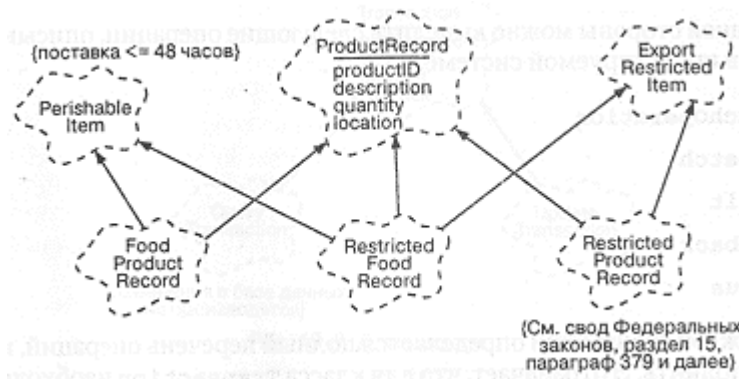 {поставка <= 48 часов}
Perishable
Item
ProductRecord
productID
description
quantity
location
Export
Restricted
Item
Food
Product
Record
Restricted
Food
Record
Restricted
Product
Record
{См. свод Федеральных
законов, раздел 15,
параграф 379 и далее}